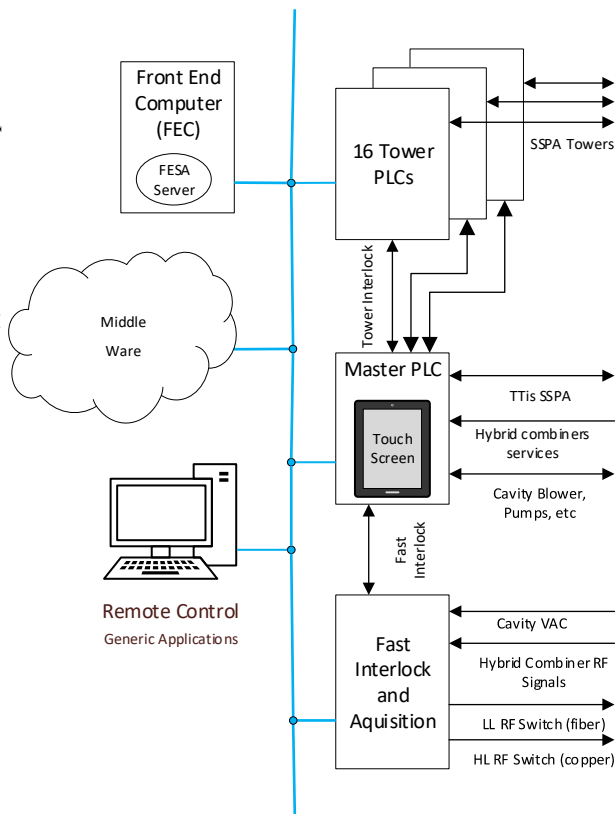 Front End
Computer
(FEC)
FESA
Server
16 Tower
PLCs
SSPA Towers
Tower Interlock
Middle
Ware
Master PLC
Touch
Screen
TTis SSPA
Hybrid combiners
services
Cavity Blower,
Pumps, etc
Fast
Interlock
Remote Control
Generic Applications
Fast
Interlock
and
Aquisition
Cavity VAC
Hybrid Combiner RF
Signals
LL RF Switch (fiber)
HL RF Switch (copper)